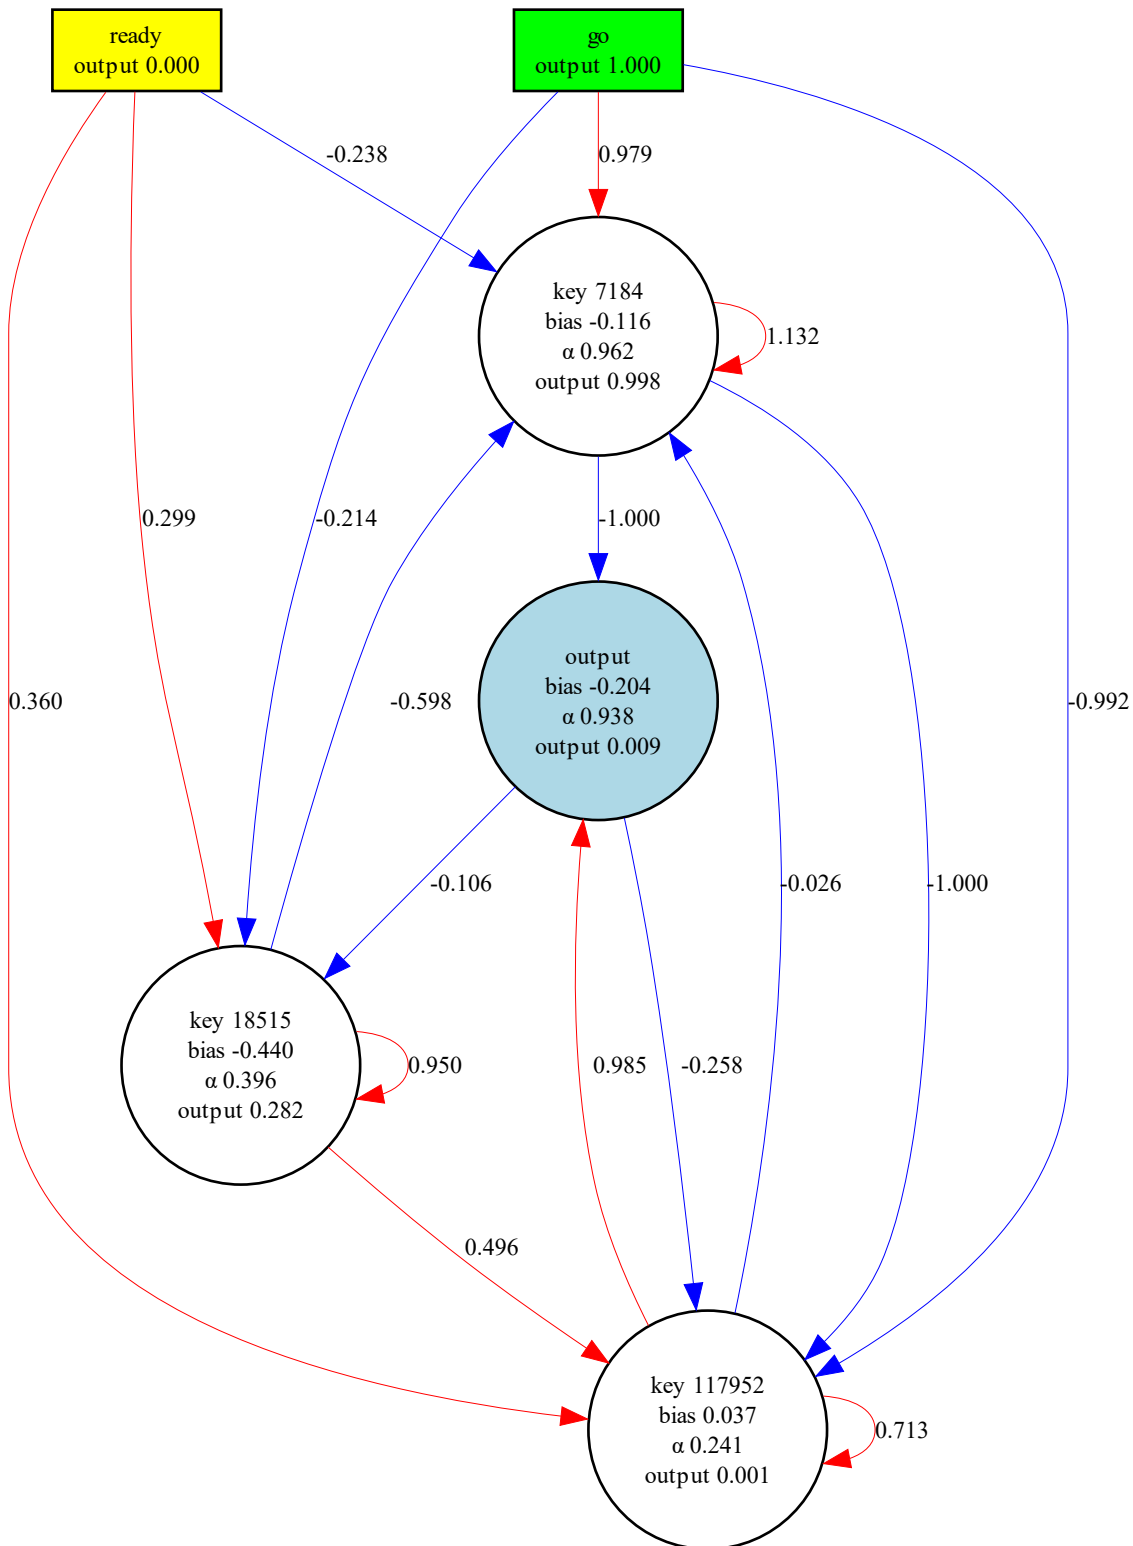 ready
output 0.000
go
output 1.000
-0.238
0.979
key 7184
bias -0.116
α 0.962
output 0.998
1.132
0.299
-0.214
-1.000
output
bias -0.204
α 0.938
output 0.009
0.360
-0.598
-0.992
-0.106
-0.026
-1.000
key 18515
bias -0.440
α 0.396
output 0.282
0.950
0.985
-0.258
0.496
key 117952
bias 0.037
α 0.241
output 0.001
0.713